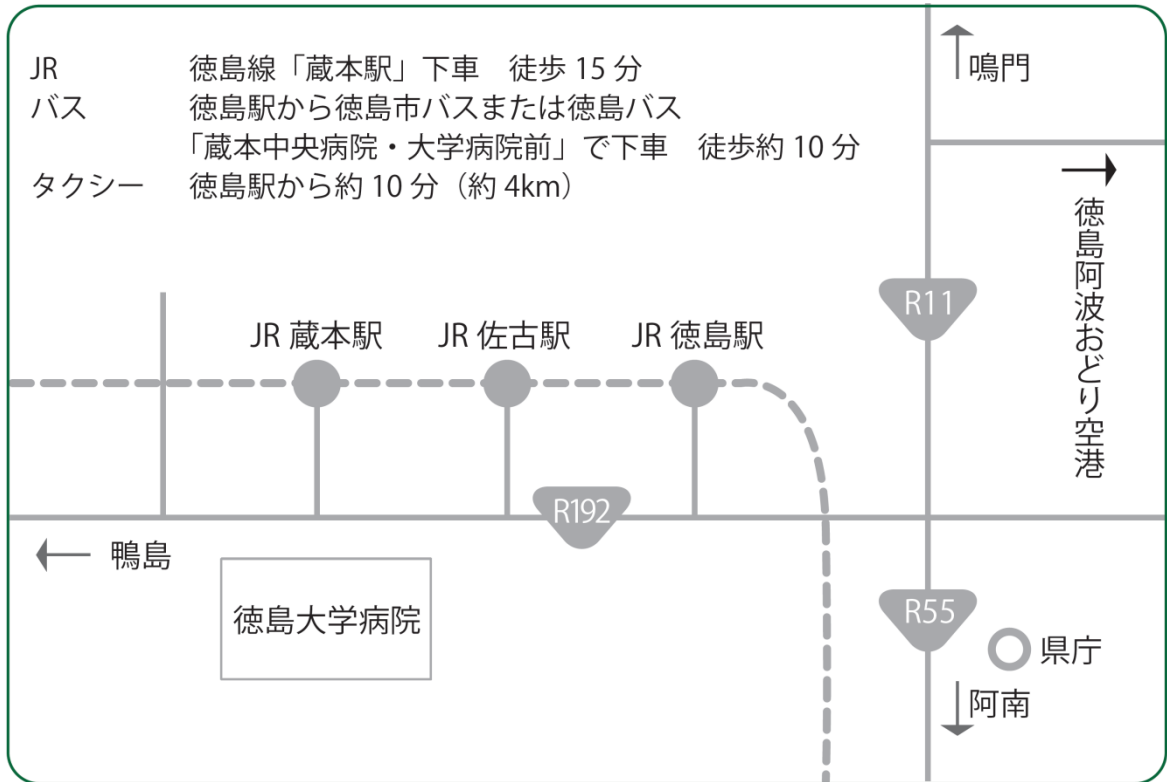 JR 徳島線「蔵本駅」下車 徒歩 15 分
バス 徳島駅から徳島市バスまたは徳島バス
「蔵本中央病院・大学病院前」で下車 徒歩約 10 分
タクシー 徳島駅から約 10 分（約 4km）
鳴門
徳島阿波おどり空港
R11
JR 蔵本駅
JR 佐古駅
JR 徳島駅
R192
鴨島
徳島大学病院
R55
県庁
阿南